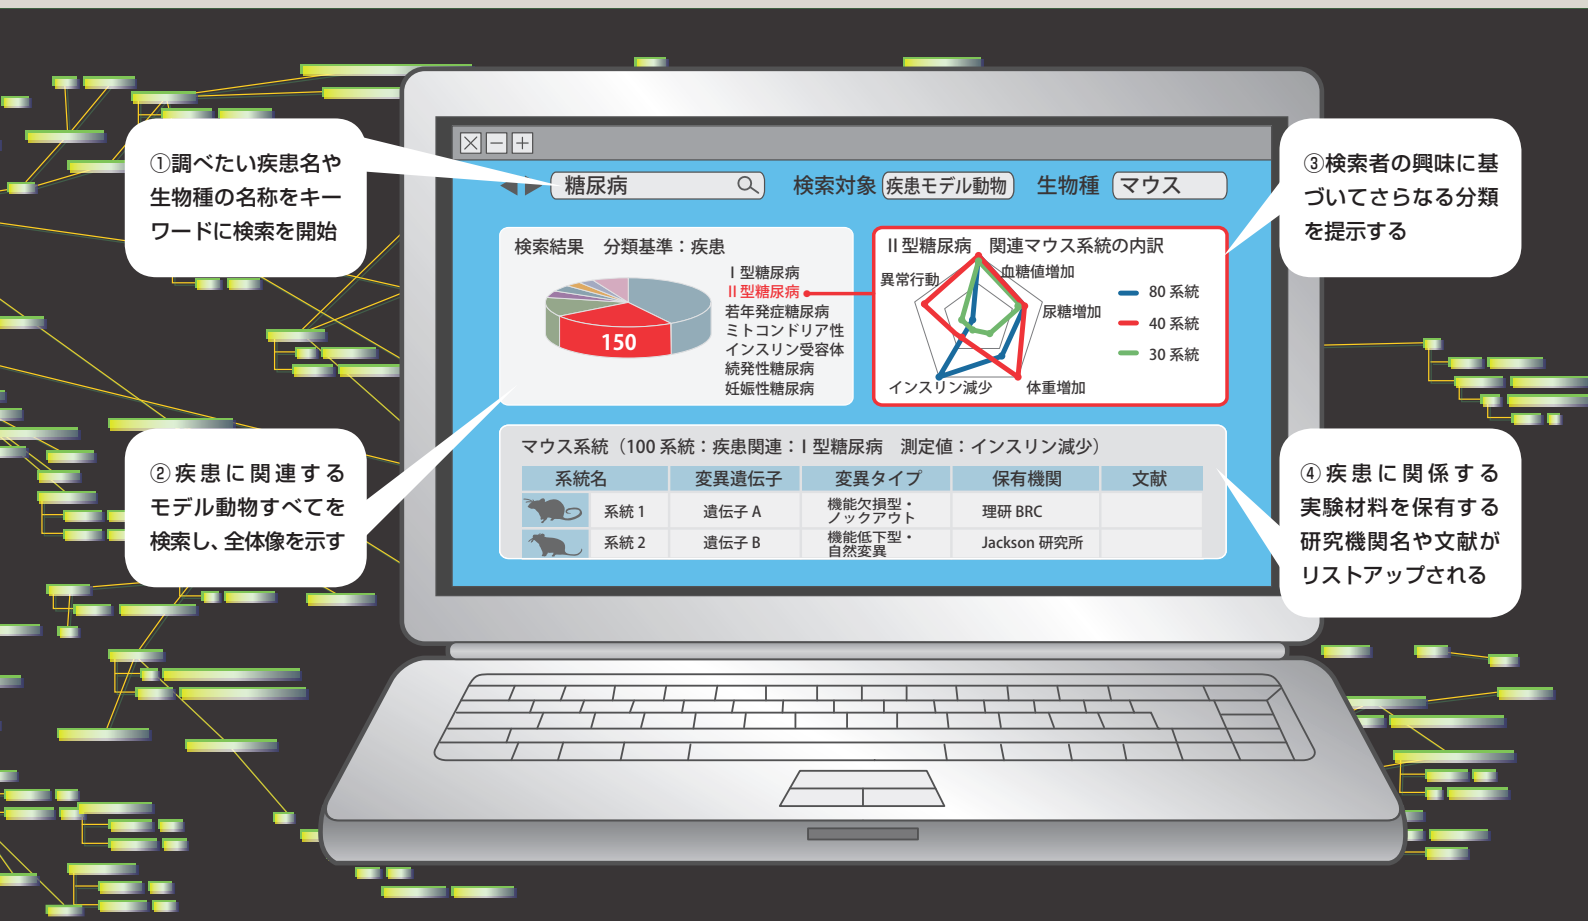 ①調べたい疾患名や
生物種の名称をキー
ワードに検索を開始
糖尿病
検索対象 疾患モデル動物 生物種 マウス
③検索者の興味に基
づいてさらなる分類
を提示する
検索結果 分類基準：疾患
150
Ⅰ型糖尿病
Ⅱ型糖尿病
若年発症糖尿病
ミトコンドリア性
インスリン受容体
続発性糖尿病
妊娠性糖尿病
Ⅱ型糖尿病 関連マウス系統の内訳
異常行動
血糖値増加
尿糖増加
インスリン減少
体重増加
80 系統
40 系統
30 系統
②疾患に関連する
モデル動物すべてを
検索し、全体像を示す
マウス系統（100 系統：疾患関連：Ⅰ型糖尿病 測定値：インスリン減少）
系統名 変異遺伝子 変異タイプ 保有機関 文献
系統 1 遺伝子 A 機能欠損型・
ノックアウト 理研 BRC
系統 2 遺伝子 B 機能低下型・
自然変異 Jackson 研究所
④疾患に関係する
実験材料を保有する
研究機関名や文献が
リストアップされる